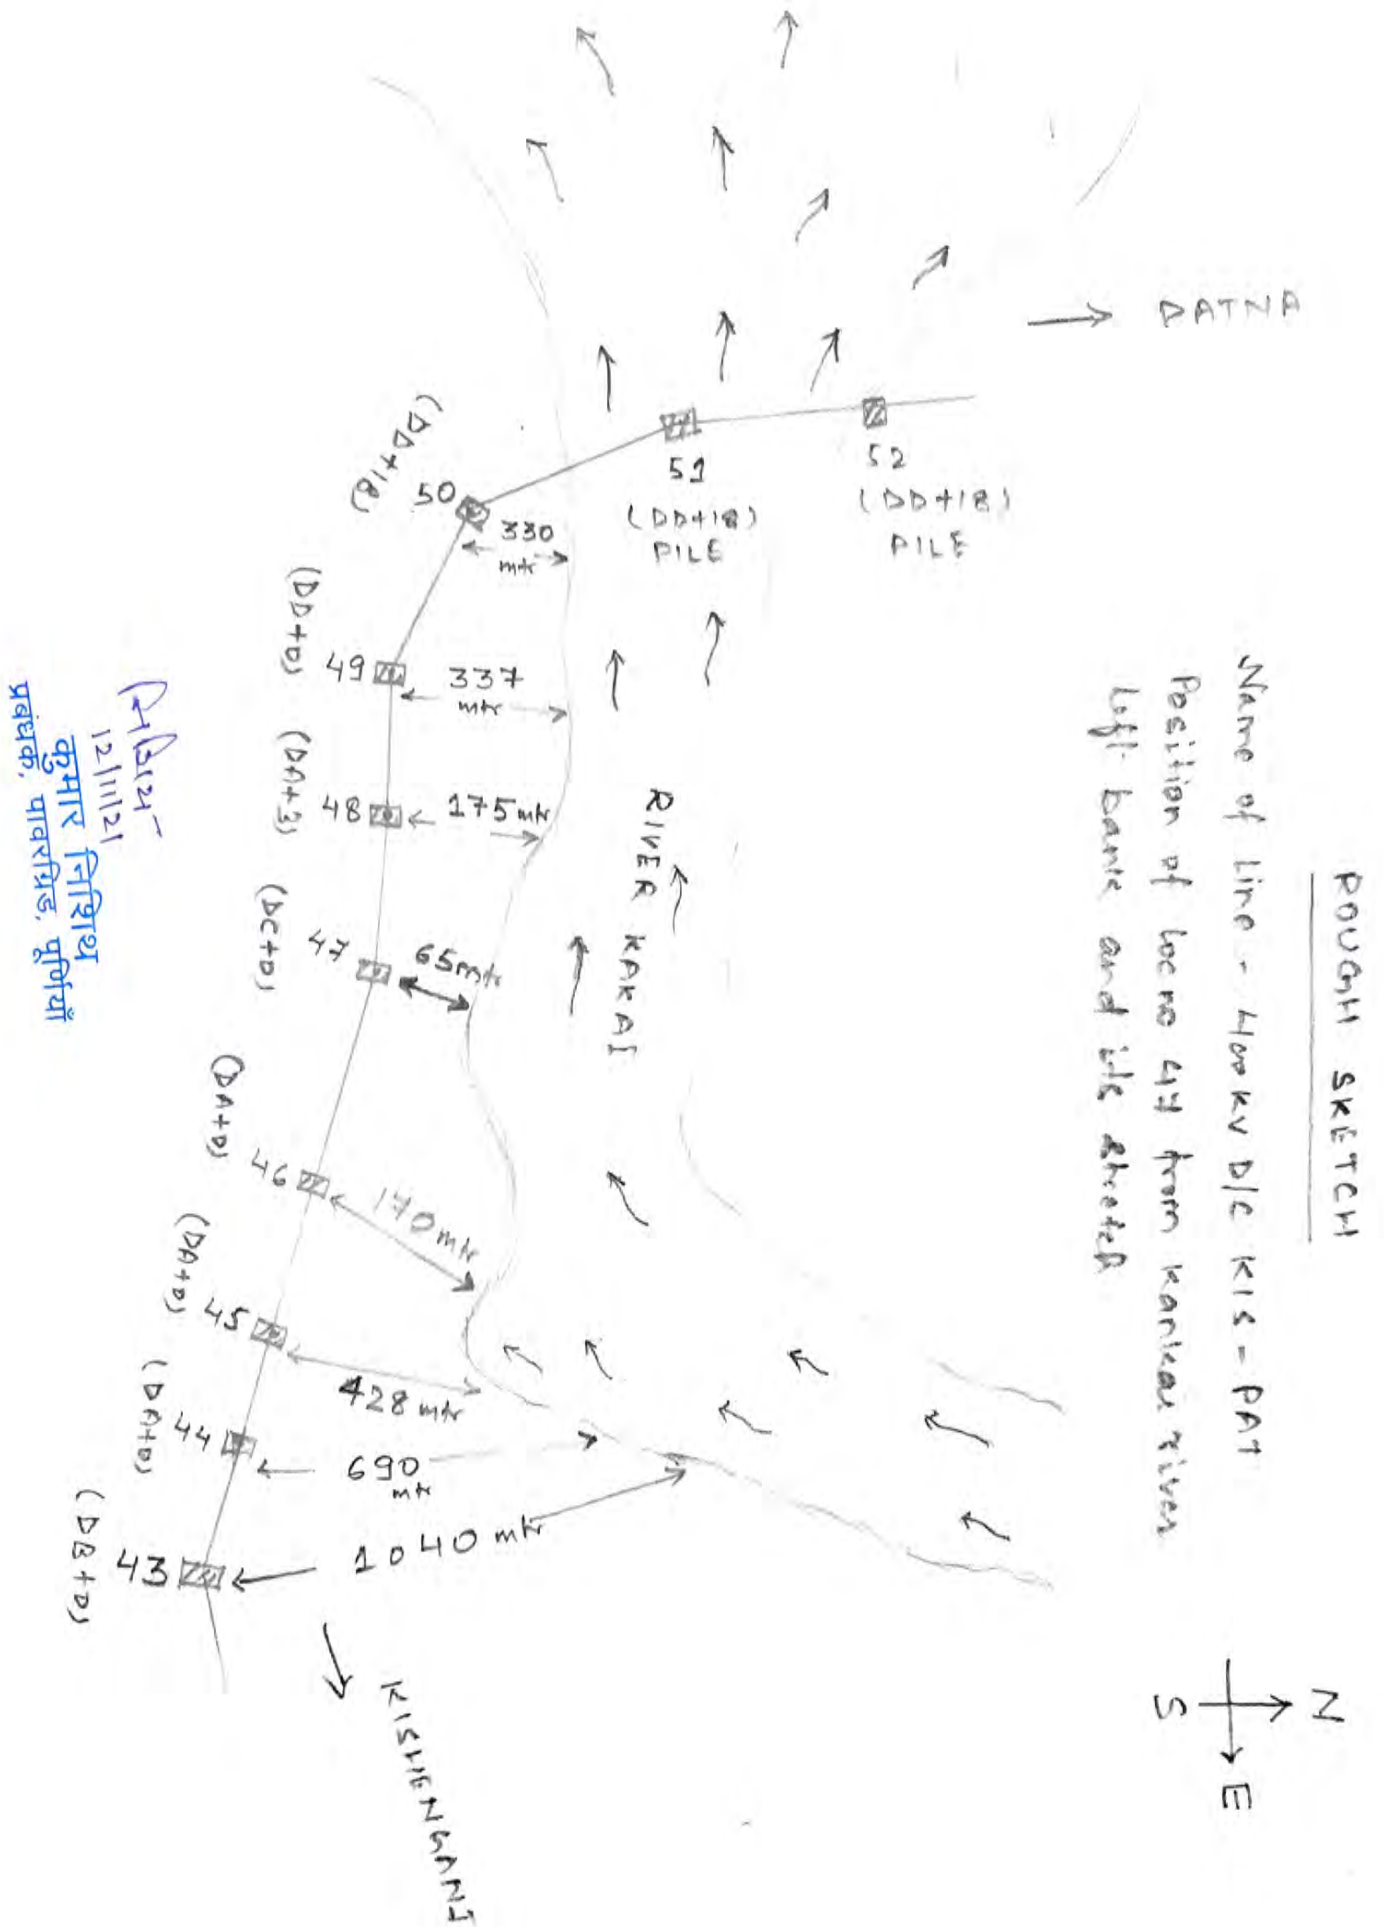 ROUGH SKETCH
Name of Line - 400 KV D/C KIS - PAT
Position of Loc no 47 from kankai river
Left bank and its
N
S
E
DATNA
52
(DD+18)
PILE
51
(DD+18)
PILE
50
(DD+18)
330
mtr
49
(DD+0)
337
mtr
48
(DA+3)
175 mtr
47
(DC+0)
65 mtr
RIVER KAKAI
46
(DA+0)
170 mtr
45
(DA+0)
428 mtr
44
(DA+0)
690
mtr
43
(DB+0)
1040 mtr
KISHENGANJ
12/11/21
कुमार निशिथ
प्रबंधक, पावरग्रिड, पूर्णियाँ